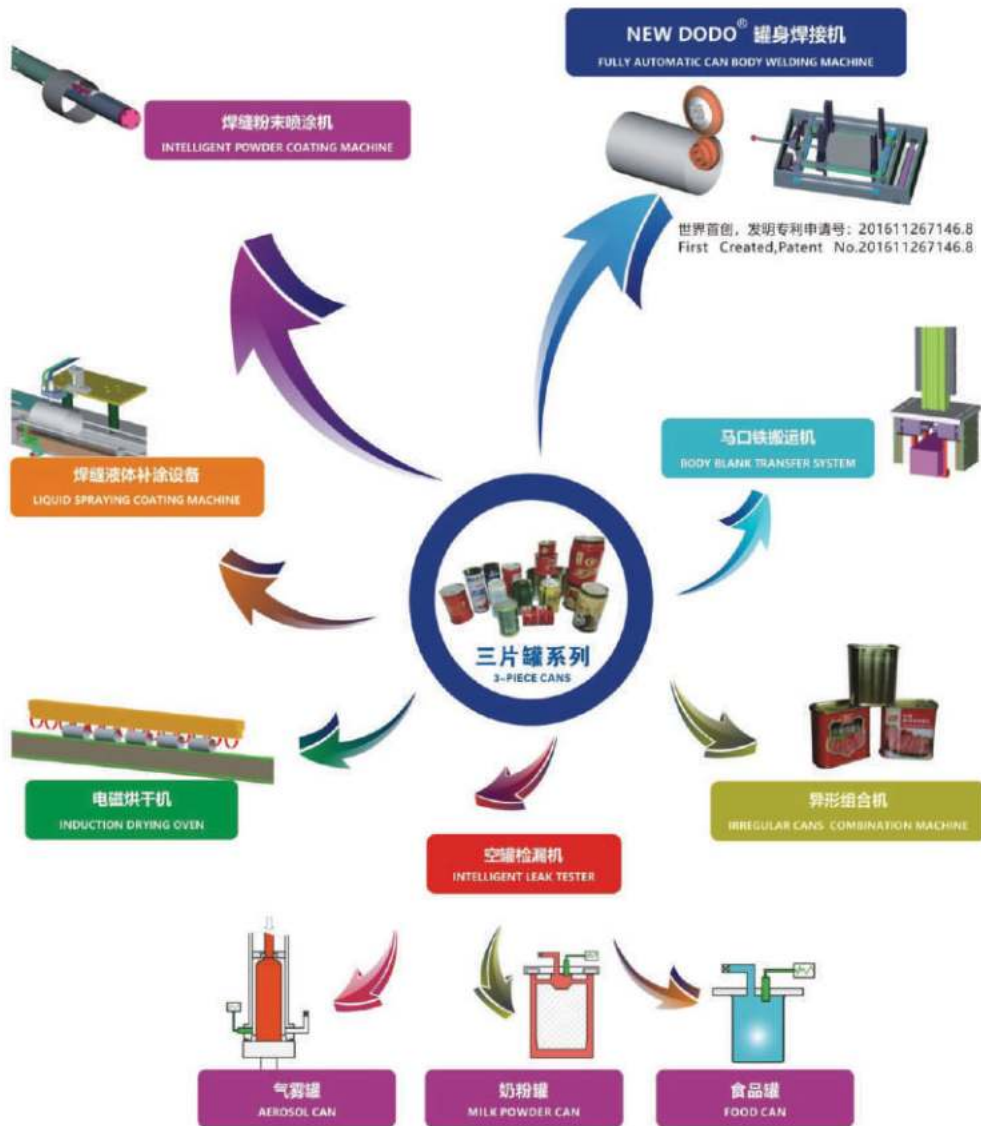 NEW DODO® 罐身焊接机
FULLY AUTOMATIC CAN BODY WELDING MACHINE
焊缝粉末喷涂机
INTELLIGENT POWDER COATING MACHINE
世界首创，发明专利申请号：201611267146.8
First Created,Patent No.201611267146.8
马口铁搬运机
BODY BLANK TRANSFER SYSTEM
焊缝液体补涂设备
LIQUID SPRAYING COATING MACHINE
三片罐系列
3-PIECE CANS
电磁烘干机
INDUCTION DRYING OVEN
异形组合机
IRREGULAR CANS COMBINATION MACHINE
空罐检漏机
INTELLIGENT LEAK TESTER
气雾罐
AEROSOL CAN
奶粉罐
MILK POWDER CAN
食品罐
FOOD CAN